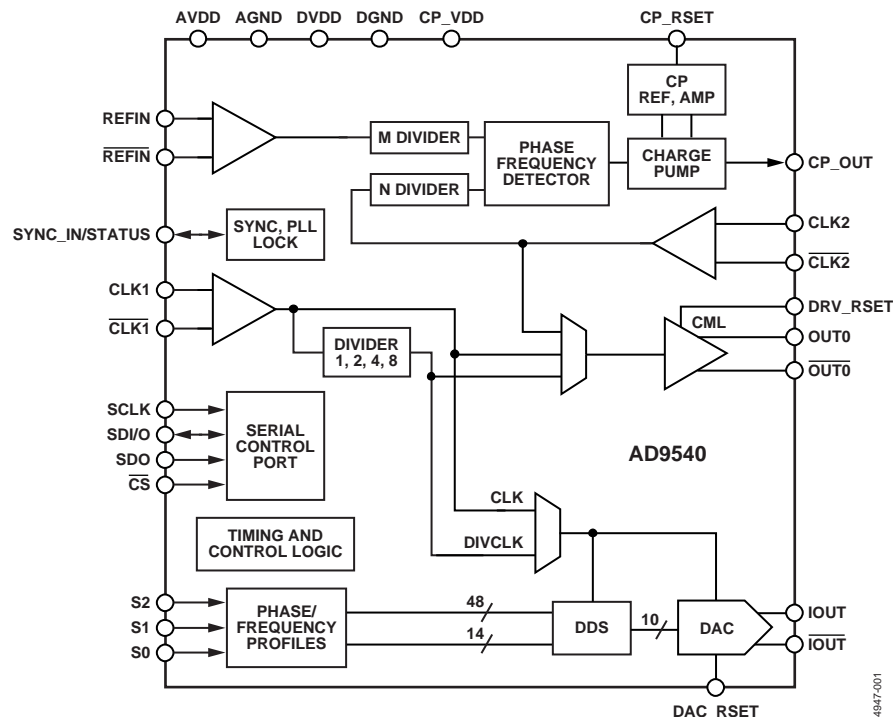 AVDD AGND DVDD DGND CP_VDD CP_RSET
CP
REF, AMP
REFIN
REFIN
M DIVIDER
N DIVIDER
PHASE
FREQUENCY
DETECTOR
CHARGE
PUMP
CP_OUT
SYNC_IN/STATUS
SYNC, PLL
LOCK
CLK2
CLK2
CLK1
CLK1
DIVIDER
1, 2, 4, 8
CML
DRV_RSET
OUT0
OUT0
SCLK
SDI/O
SDO
CS
SERIAL
CONTROL
PORT
AD9540
TIMING AND
CONTROL LOGIC
CLK
DIVCLK
S2
S1
S0
PHASE/
FREQUENCY
PROFILES
48
14
DDS
10
DAC
IOUT
IOUT
DAC_RSET
4947-001